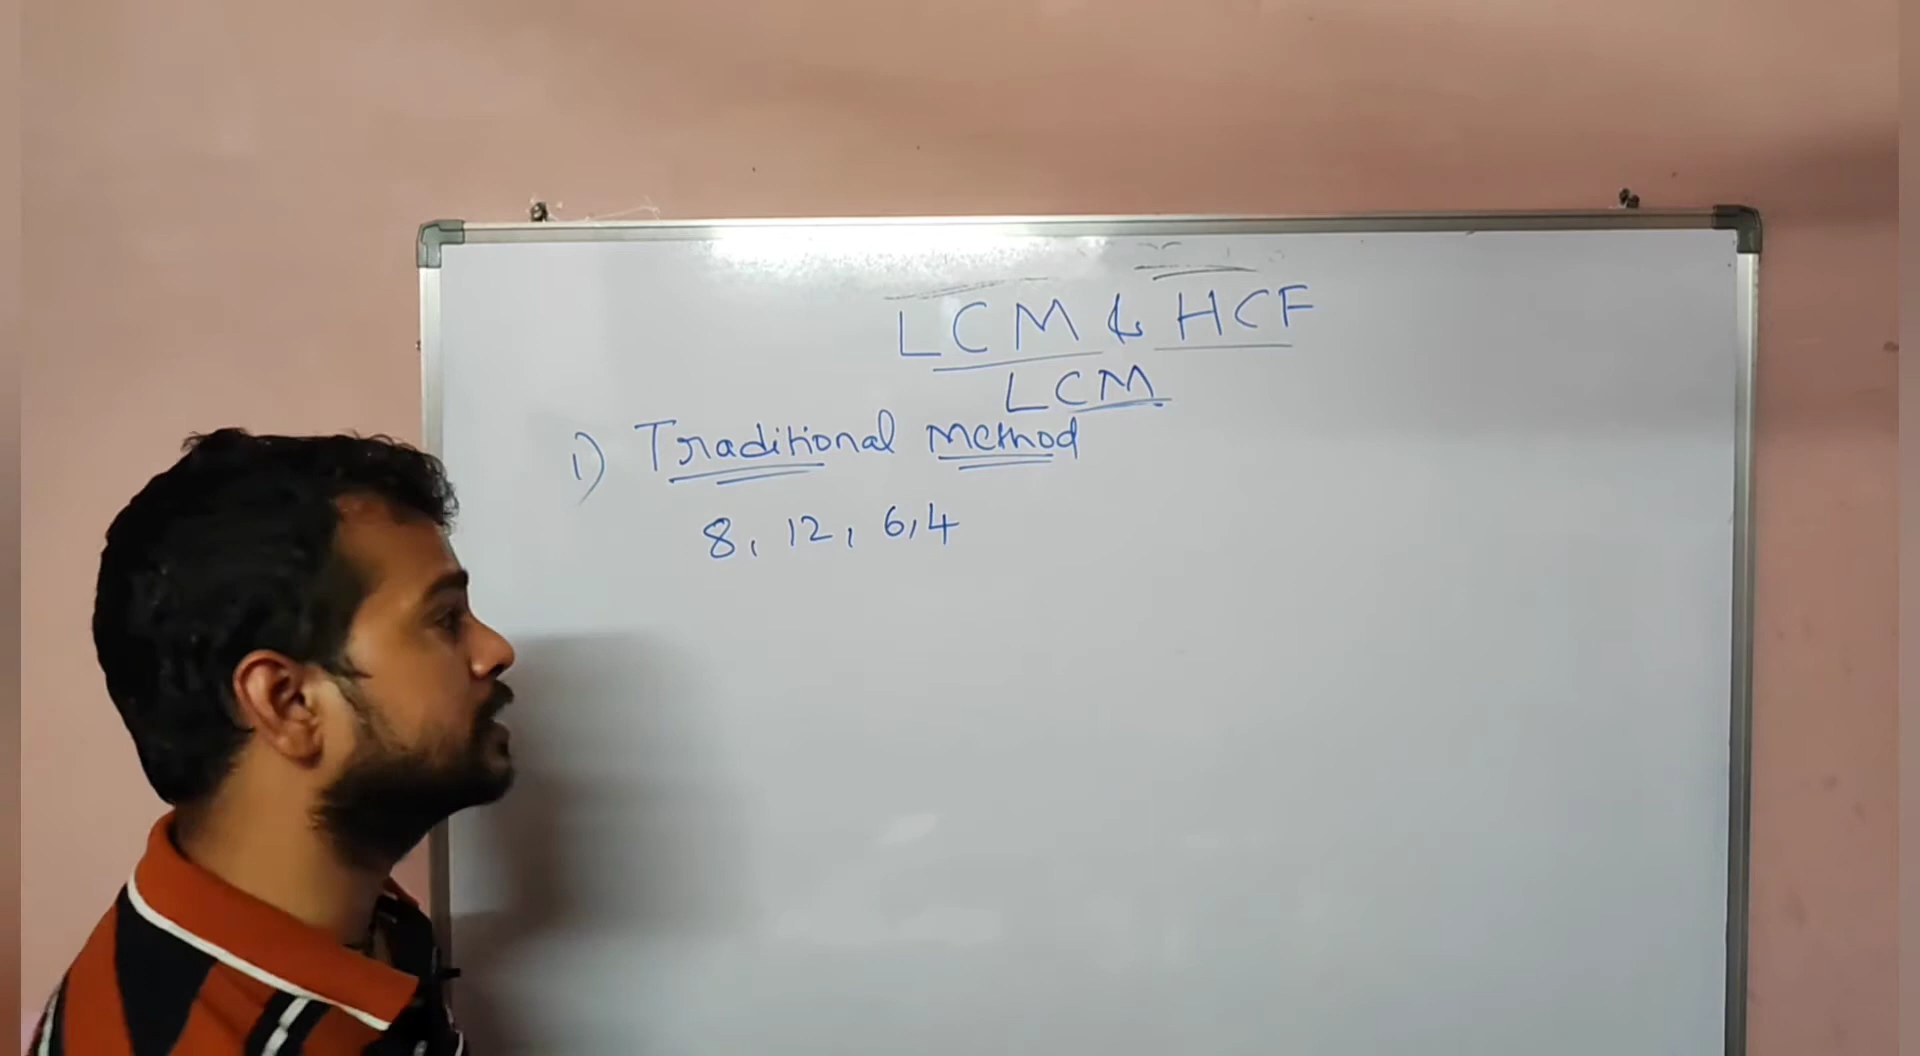 LCM & HCF
LCM
1) Traditional Method
8, 12, 6, 4